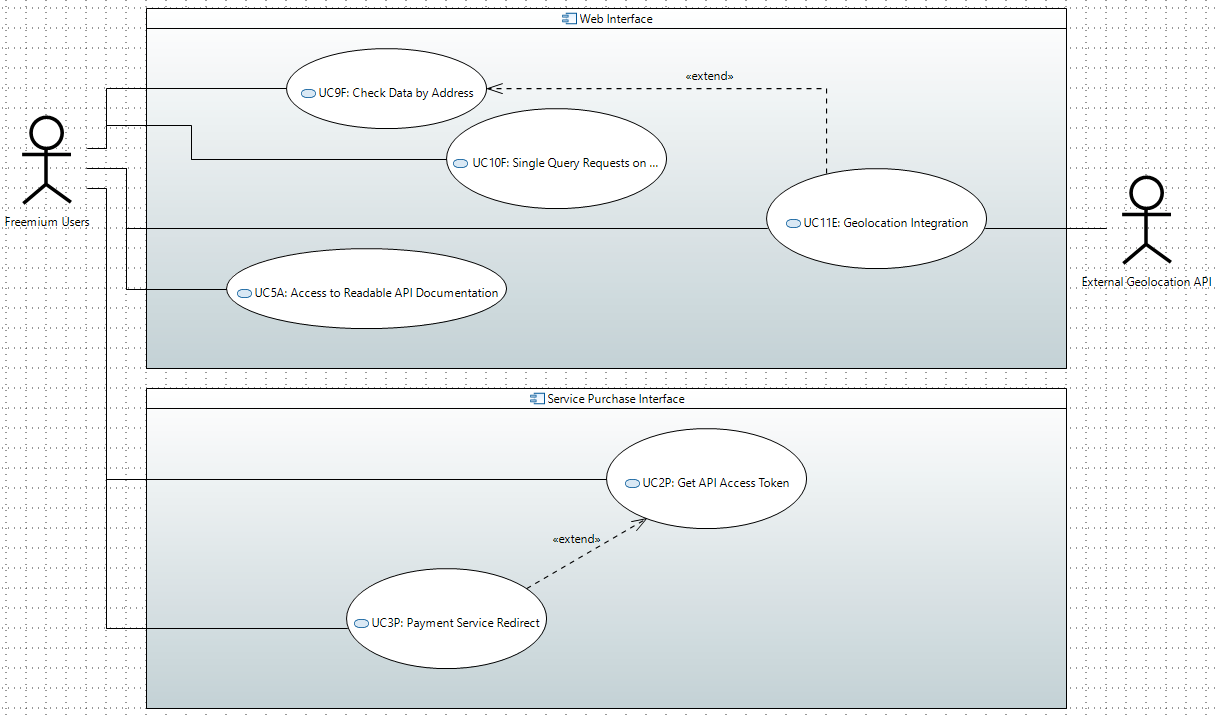 Web Interface
«extend»
UC9F: Check Data by Address
UC10F: Single Query Requests on ...
Freemium Users
UC11E: Geolocation Integration
External Geolocation API
UC5A: Access to Readable API Documentation
Service Purchase Interface
UC2P: Get API Access Token
«extend»
UC3P: Payment Service Redirect